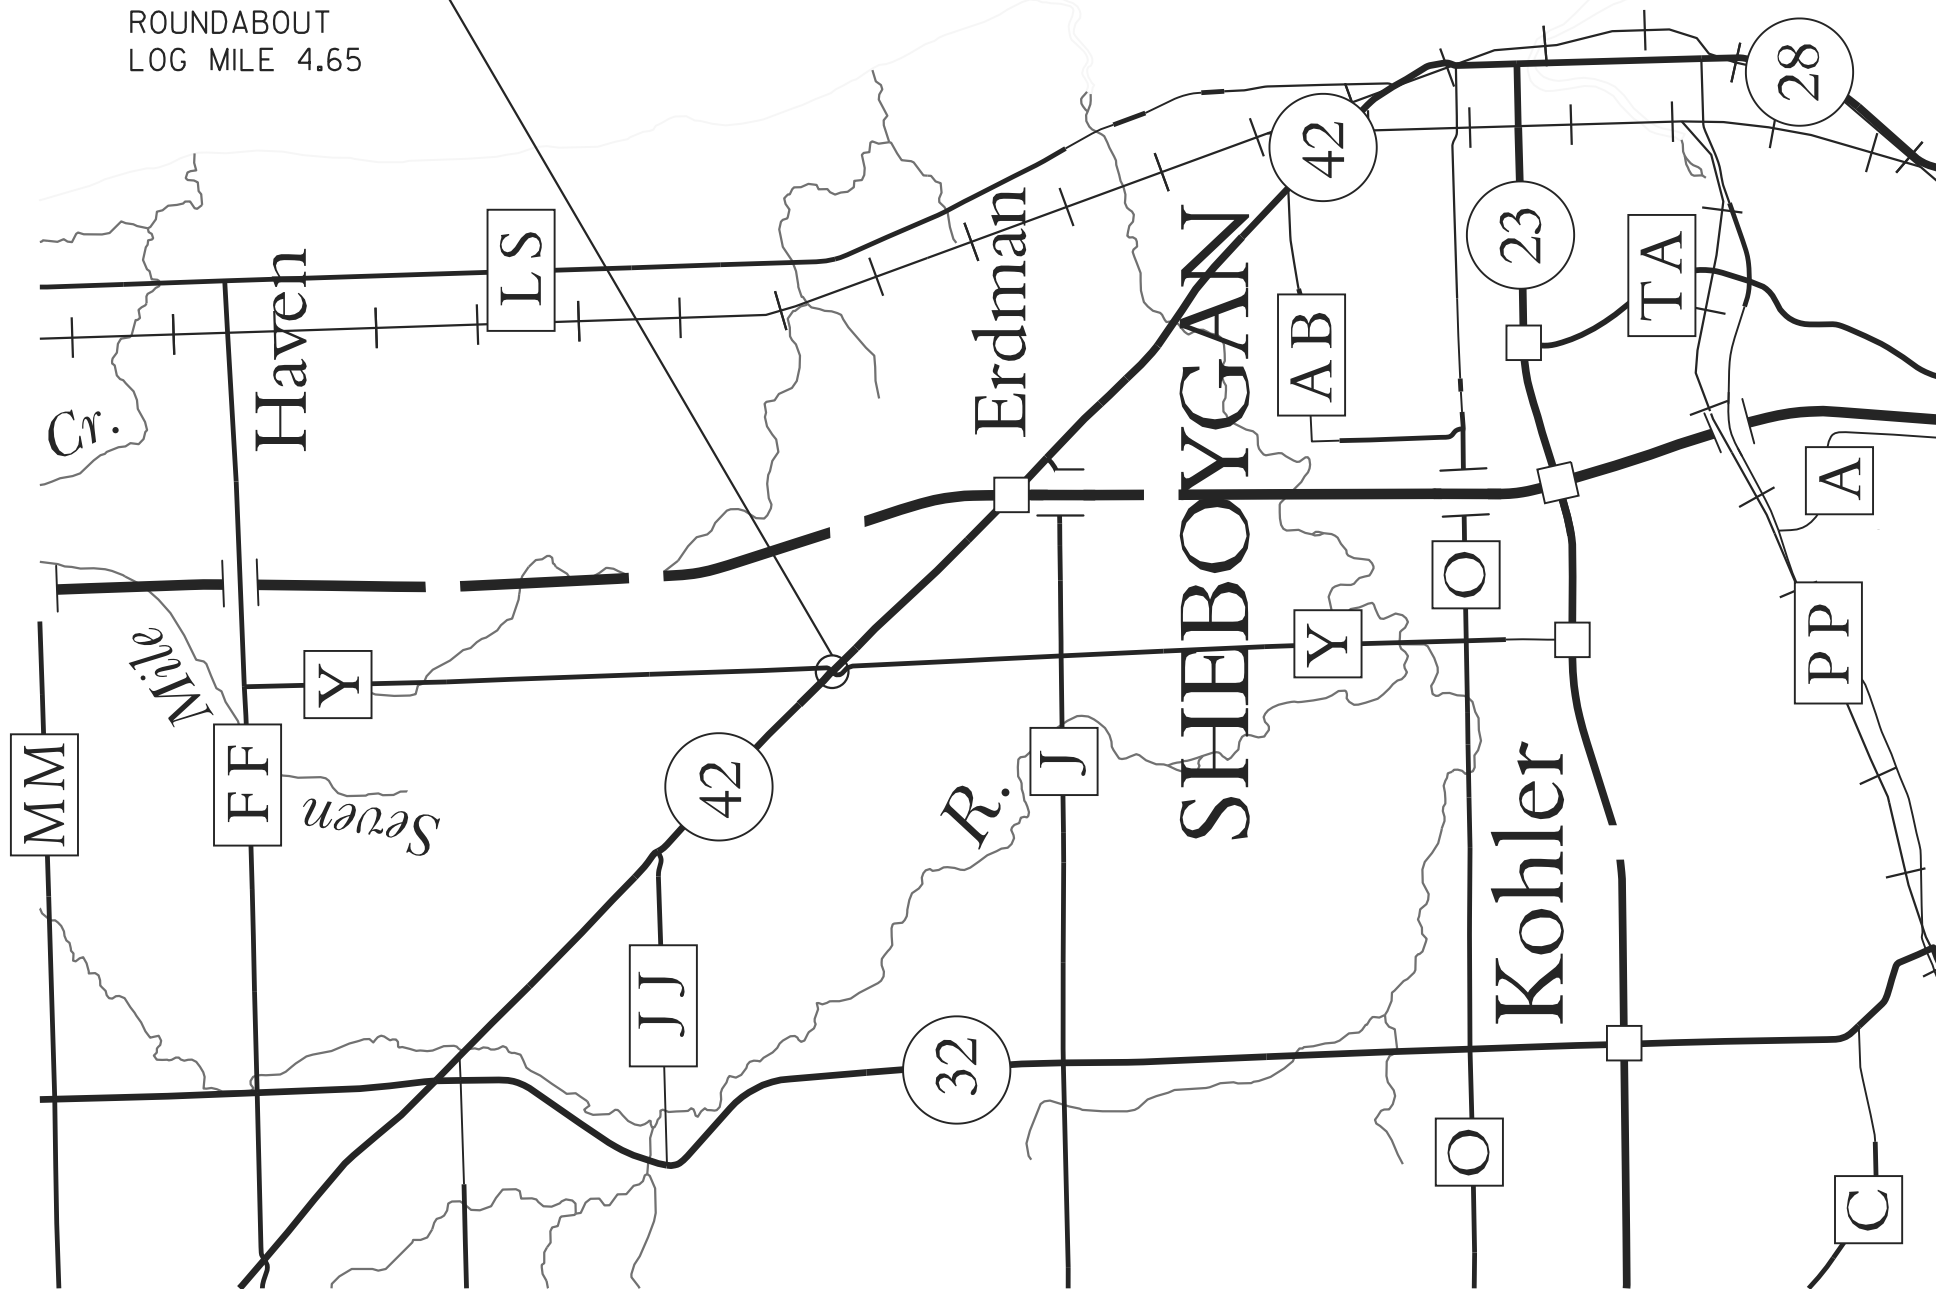 ROUNDABOUT
LOG MILE 4.65
28
42
23
LS
TA
Haven
Erdman
SHEBOYGAN
AB
Cr.
A
O
Mile
Y
Y
PP
MM
FF
42
J
Seven
R.
Kohler
JJ
32
O
C